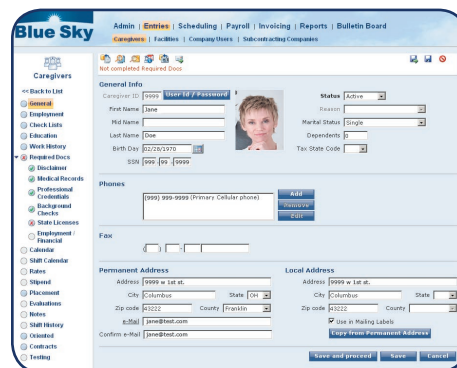 Blue Sky
Admin | Entries | Scheduling | Payroll | Invoicing | Reports | Bulletin Board
Caregivers | Facilities | Company Users | Subcontracting Companies
Caregivers
Not completed Required Docs
<< Back to List
General
Employment
Check Lists
Education
Work History
Required Docs
Disclaimer
Medical Records
Professional
Credentials
Background
Checks
State Licenses
Employment /
Financial
Calendar
Shift Calendar
Rates
Stipend
Placement
Evaluations
Notes
Shift History
Oriented
Contracts
Testing
General Info
Caregiver ID 9999 User Id / Password
First Name Jane
Mid Name
Last Name Doe
Birth Day 02/28/1970
SSN 999 - 99 - 9999
Status Active
Reason
Marital Status Single
Dependents 0
Tax State Code
Phones
(999) 999-9999 (Primary Cellular phone)
Add
Remove
Edit
Fax
( ) -
Permanent Address
Address 9999 w 1st st.
City Columbus State OH
Zip code 43222 County Franklin
e-Mail jane@test.com
Confirm e-Mail jane@test.com
Local Address
Address 9999 w 1st st.
City Columbus State
Zip code 43222 County
Use in Mailing Labels
Copy from Permanent Address
Save and proceed Save Cancel